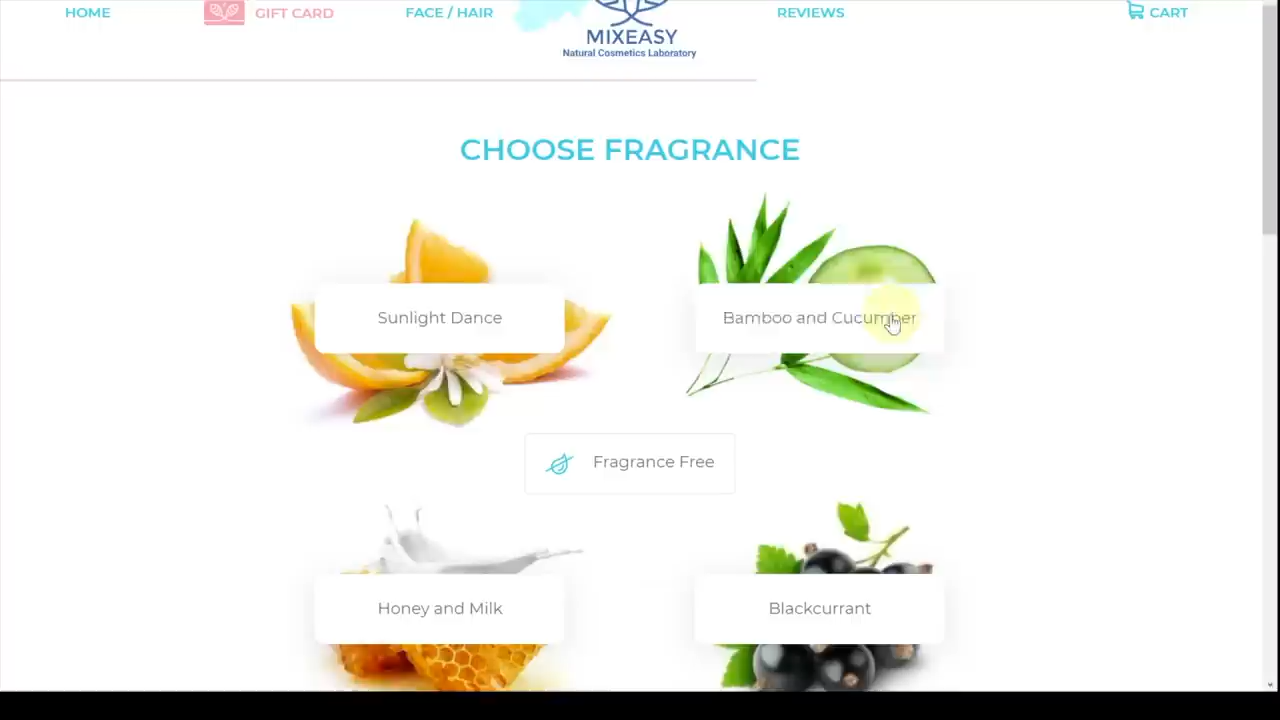 HOME
GIFT CARD
FACE / HAIR
REVIEWS
CART
MIXEASY
Natural Cosmetics Laboratory
CHOOSE FRAGRANCE
Sunlight Dance
Bamboo and Cucumber
Fragrance Free
Honey and Milk
Blackcurrant